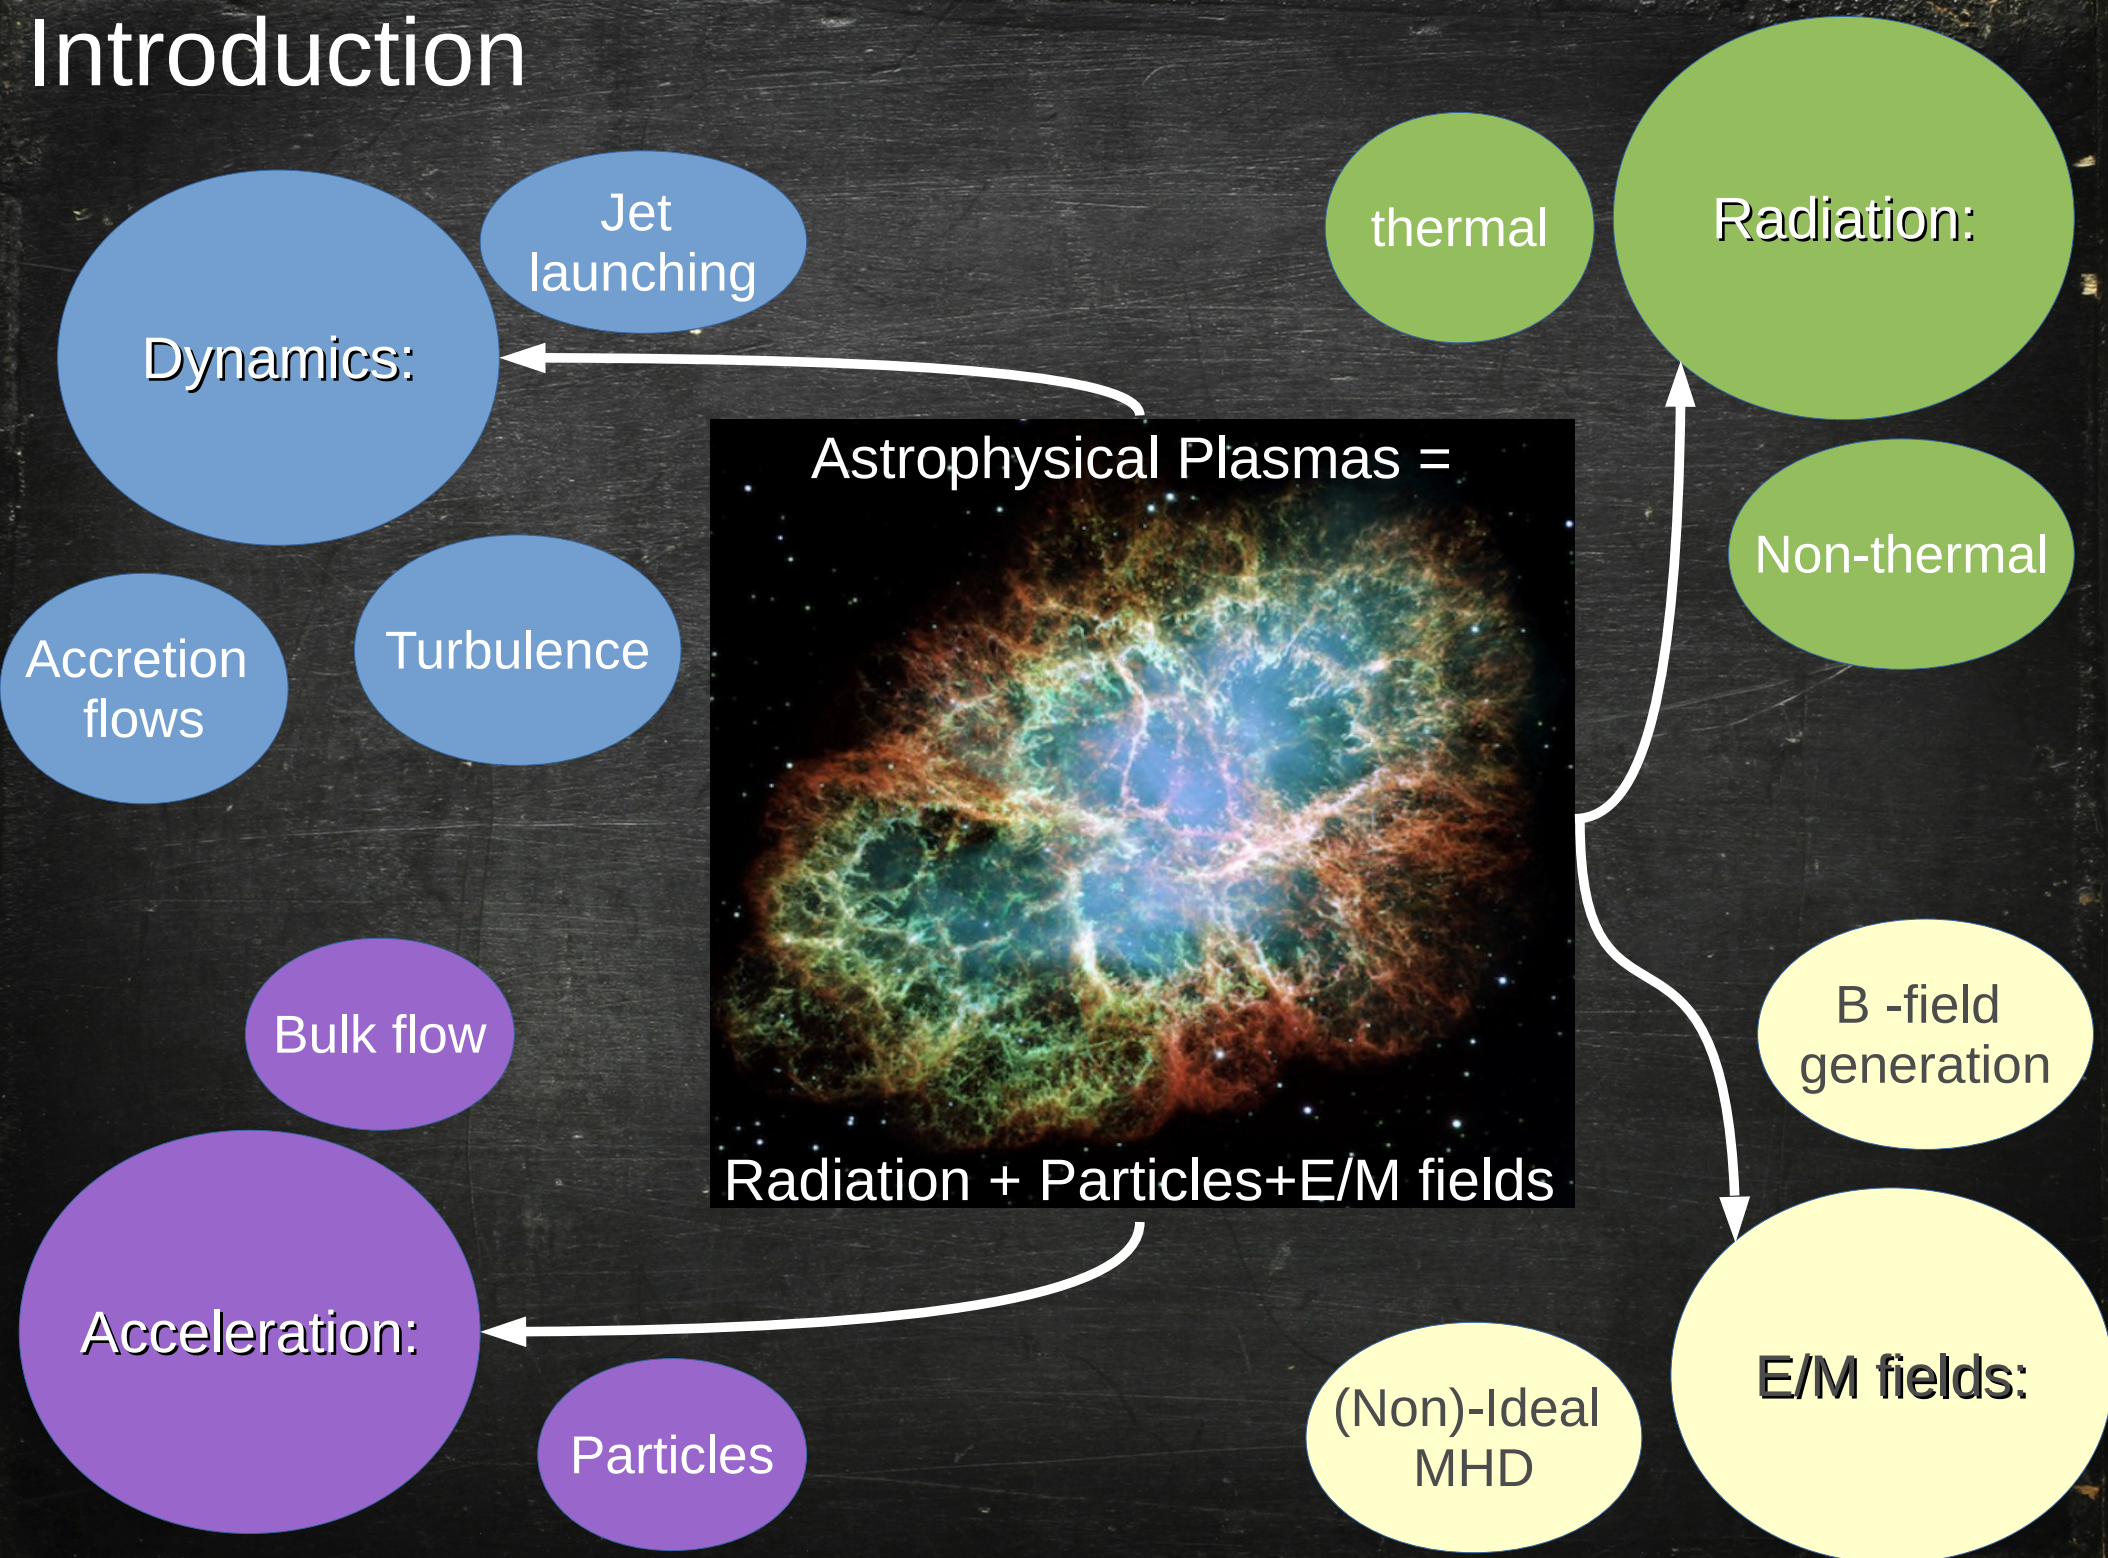 Introduction
Jet
launching
Dynamics:
Accretion
flows
Turbulence
thermal
Radiation:
Non-thermal
Astrophysical Plasmas =
Radiation + Particles+E/M fields
Bulk flow
Acceleration:
Particles
B -field
generation
(Non)-Ideal
MHD
E/M fields: